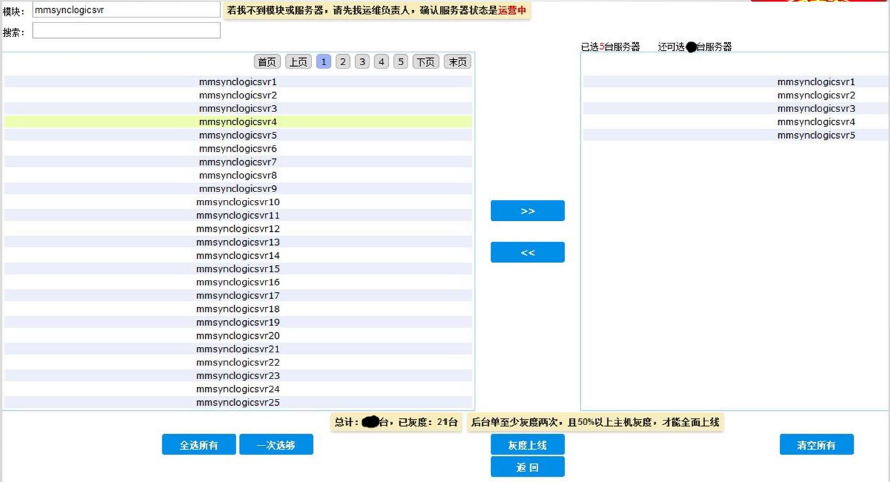 模块： mmsynclogicsvr 若找不到模块或服务器，请先找运维负责人，确认服务器状态是运营中
搜索：
已选5台服务器 还可选台服务器
首页 上页 1 2 3 4 5 下页 末页
mmsynclogicsvr1
mmsynclogicsvr2
mmsynclogicsvr3
mmsynclogicsvr4
mmsynclogicsvr5
mmsynclogicsvr6
mmsynclogicsvr7
mmsynclogicsvr8
mmsynclogicsvr9
mmsynclogicsvr10
mmsynclogicsvr11
mmsynclogicsvr12
mmsynclogicsvr13
mmsynclogicsvr14
mmsynclogicsvr15
mmsynclogicsvr16
mmsynclogicsvr17
mmsynclogicsvr18
mmsynclogicsvr19
mmsynclogicsvr20
mmsynclogicsvr21
mmsynclogicsvr22
mmsynclogicsvr23
mmsynclogicsvr24
mmsynclogicsvr25
>>
<<
mmsynclogicsvr1
mmsynclogicsvr2
mmsynclogicsvr3
mmsynclogicsvr4
mmsynclogicsvr5
总计：台，已灰度：21台 后台单至少灰度两次，且50%以上主机灰度，才能全面上线
全选所有 一次选够 灰度上线 清空所有
返回